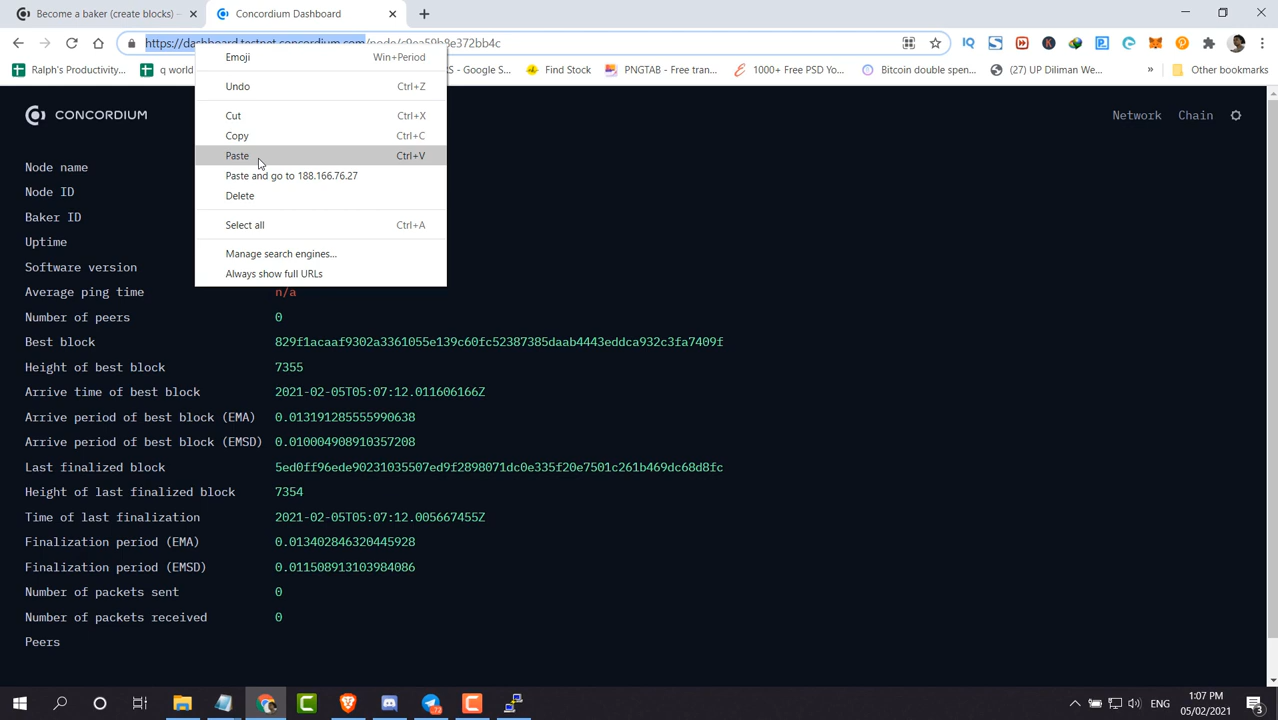 Become a baker (create blocks) –
Concordium Dashboard
https://dashboard.testnet.concordium.com/node/c9ea59b8e372bb4c
Ralph's Productivity...
q world
S - Google S...
Find Stock
PNGTAB - Free tran...
1000+ Free PSD You...
Bitcoin double spen...
(27) UP Diliman We...
»
Other bookmarks
Emoji Win+Period
Undo Ctrl+Z
Cut Ctrl+X
Copy Ctrl+C
Paste Ctrl+V
Paste and go to 188.166.76.27
Delete
Select all Ctrl+A
Manage search engines...
Always show full URLs
CONCORDIUM
Network Chain
Node name
Node ID
Baker ID
Uptime
Software version
Average ping time n/a
Number of peers 0
Best block 829f1acaaf9302a3361055e139c60fc52387385daab4443eddca932c3fa7409f
Height of best block 7355
Arrive time of best block 2021-02-05T05:07:12.011606166Z
Arrive period of best block (EMA) 0.013191285555990638
Arrive period of best block (EMSD) 0.010004908910357208
Last finalized block 5ed0ff96ede90231035507ed9f2898071dc0e335f20e7501c261b469dc68d8fc
Height of last finalized block 7354
Time of last finalization 2021-02-05T05:07:12.005667455Z
Finalization period (EMA) 0.013402846320445928
Finalization period (EMSD) 0.011508913103984086
Number of packets sent 0
Number of packets received 0
Peers
ENG
1:07 PM
05/02/2021